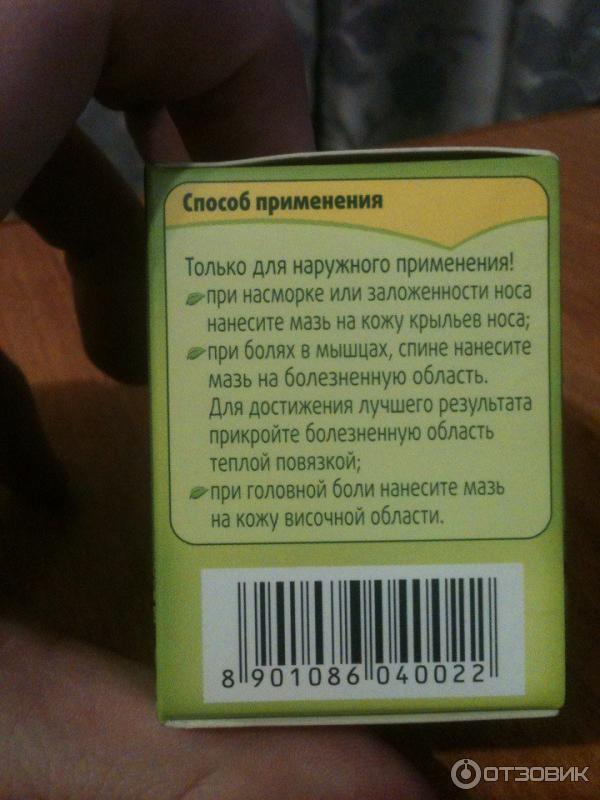 Способ применения
Только для наружного применения!
при насморке или заложенности носа
нанесите мазь на кожу крыльев носа;
при болях в мышцах, спине нанесите
мазь на болезненную область.
Для достижения лучшего результата
прикройте болезненную область
теплой повязкой;
при головной боли нанесите мазь
на кожу височной области.
8 901086 040022
ОТЗОВИК